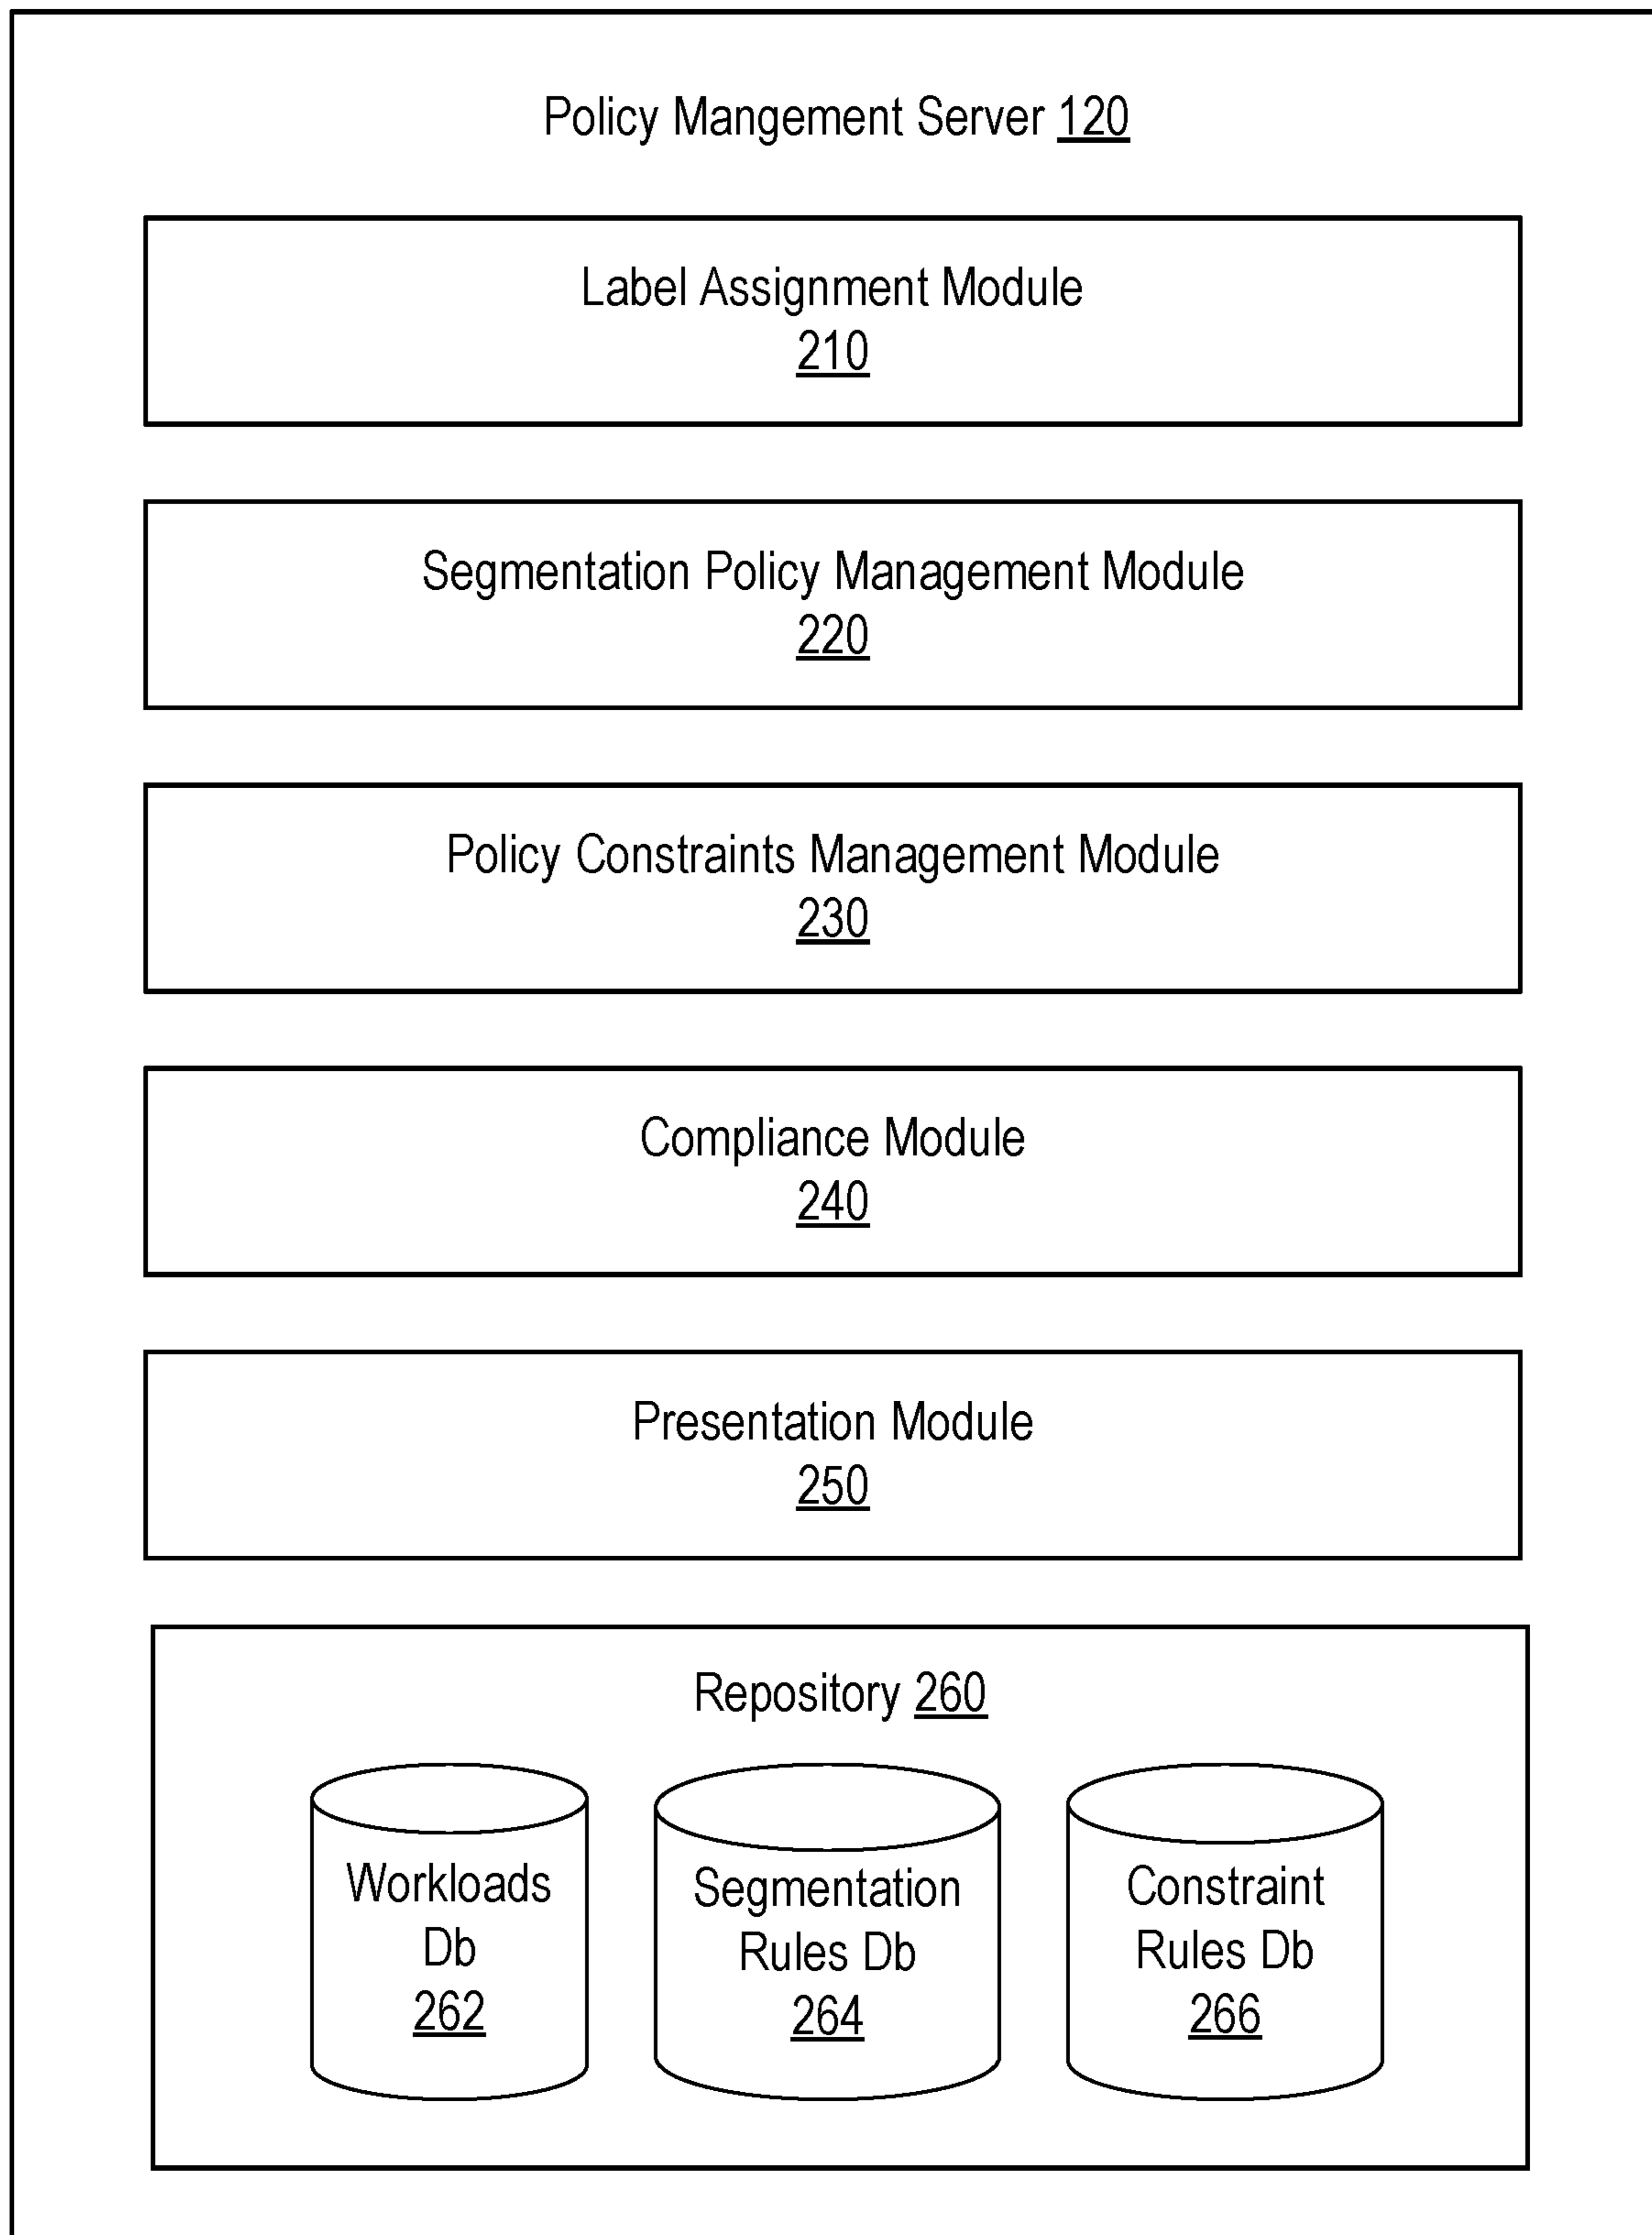 Policy Mangement Server 120
Label Assignment Module
210
Segmentation Policy Management Module
220
Policy Constraints Management Module
230
Compliance Module
240
Presentation Module
250
Repository 260
Workloads
Db
262
Segmentation
Rules Db
264
Constraint
Rules Db
266